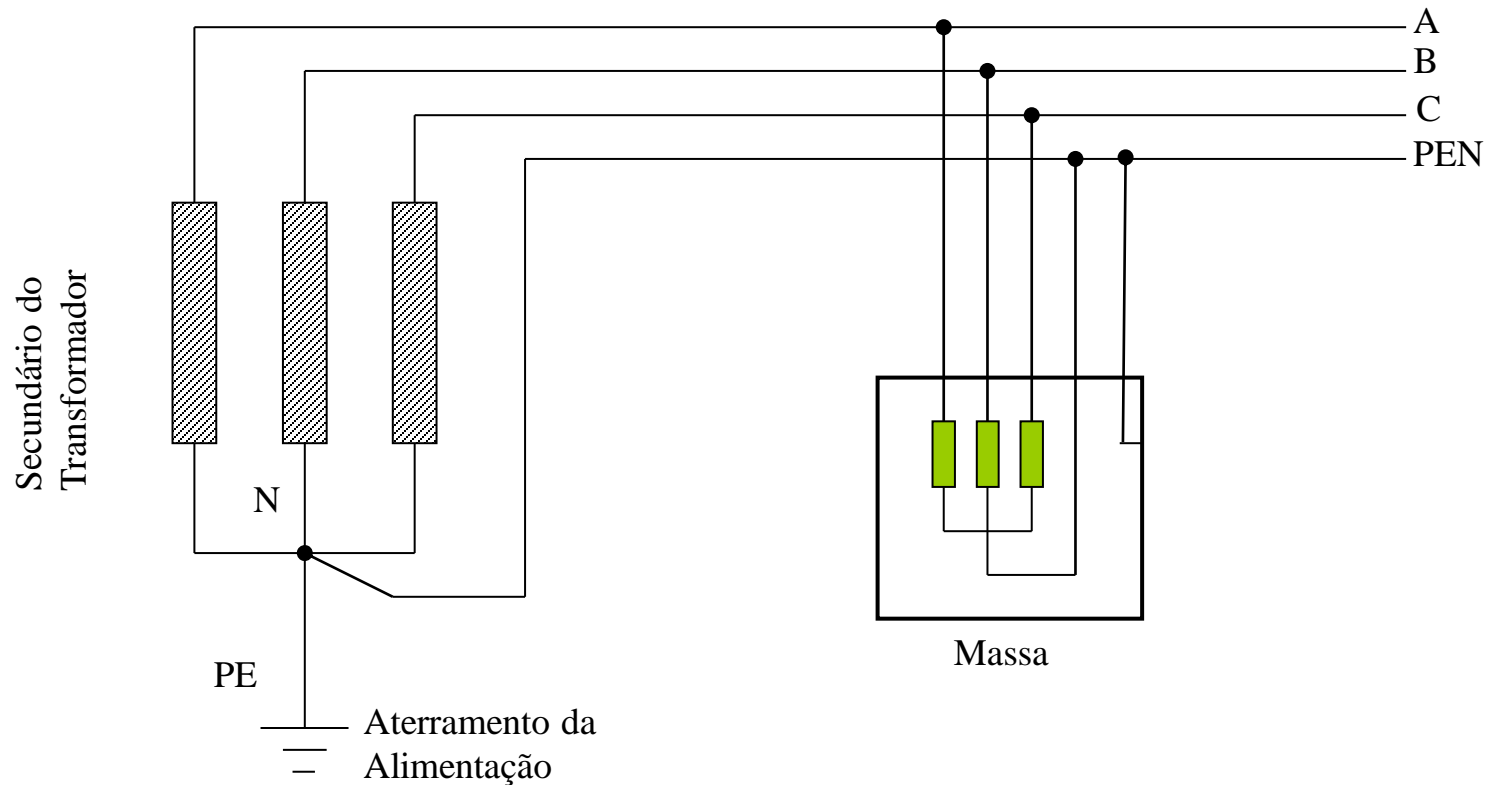 A
B
C
PEN
Secundário do
Transformador
N
Massa
PE
Aterramento da
Alimentação